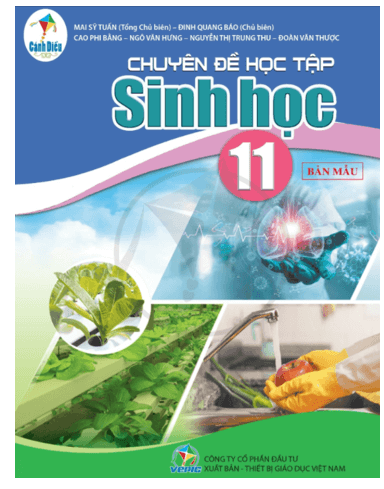 MAI SỸ TUẤN (Tổng Chủ biên) – ĐINH QUANG BÁO (Chủ biên)
CAO PHI BẰNG – NGÔ VĂN HƯNG – NGUYỄN THỊ TRUNG THU – ĐOÀN VĂN THƯỢC
Cánh Diều
CHUYÊN ĐỀ HỌC TẬP
Sinh học
11
BẢN MẪU
VEPIC
CÔNG TY CỔ PHẦN ĐẦU TƯ
XUẤT BẢN - THIẾT BỊ GIÁO DỤC VIỆT NAM